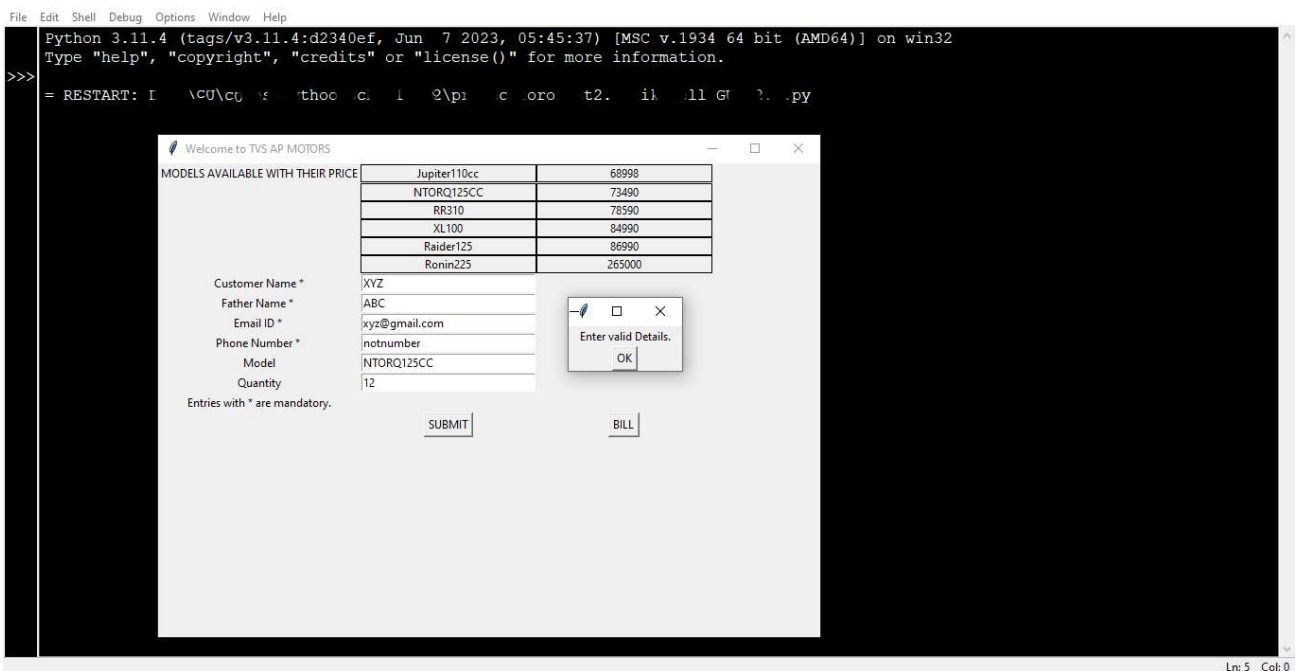 File Edit Shell Debug Options Window Help
Python 3.11.4 (tags/v3.11.4:d2340ef, Jun 7 2023, 05:45:37) [MSC v.1934 64 bit (AMD64)] on win32
Type "help", "copyright", "credits" or "license()" for more information.
>>>
= RESTART:
Welcome to TVS AP MOTORS
MODELS AVAILABLE WITH THEIR PRICE Jupiter110cc 68998
NTORQ125CC 73490
RR310 78590
XL100 84990
Raider125 86990
Ronin225 265000
Customer Name * XYZ
Father Name * ABC
Email ID * xyz@gmail.com
Phone Number * notnumber
Model NTORQ125CC
Quantity 12
Enter valid Details.
OK
Entries with * are mandatory.
SUBMIT BILL
Ln: 5 Col: 0